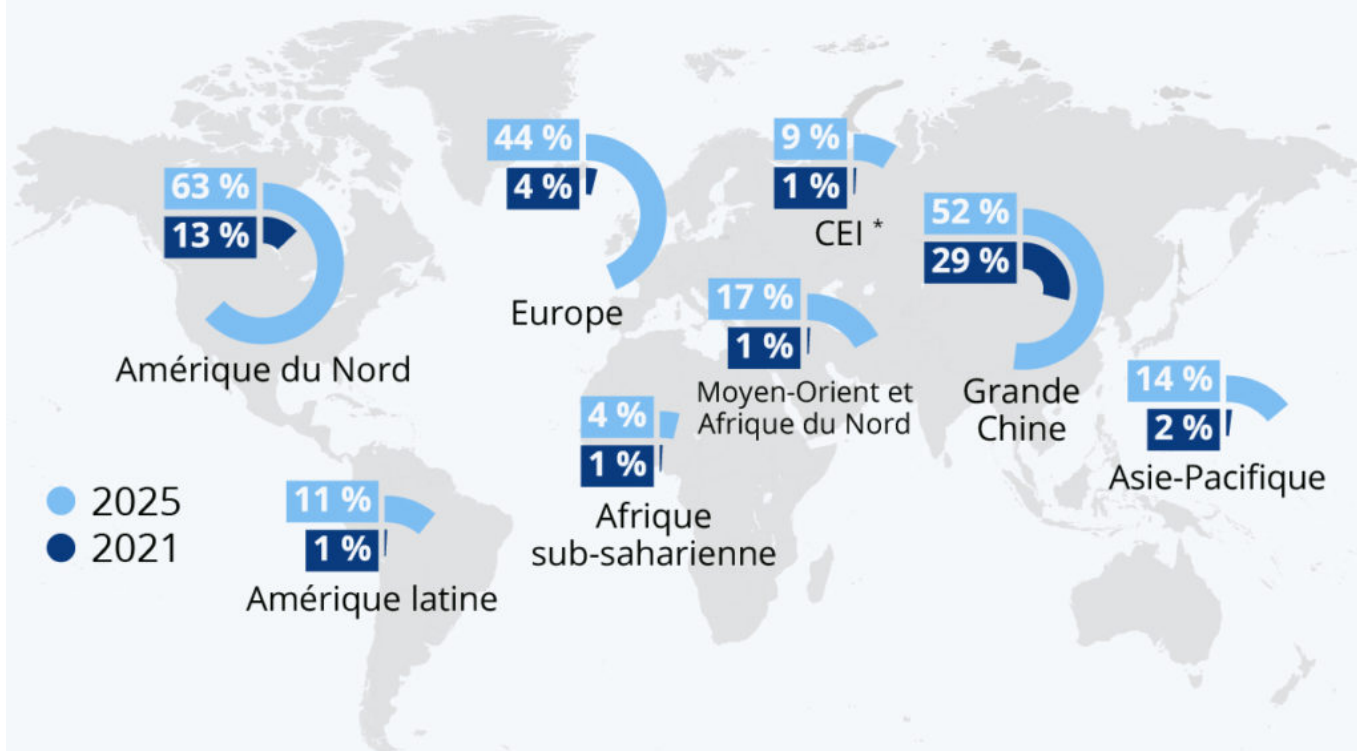 63 %
13 %
Amérique du Nord
44 %
4 %
Europe
9 %
1 %
CEI *
52 %
29 %
Grande
Chine
17 %
1 %
Moyen-Orient et
Afrique du Nord
14 %
2 %
Asie-Pacifique
4 %
1 %
Afrique
sub-saharienne
11 %
1 %
Amérique latine
2025
2021